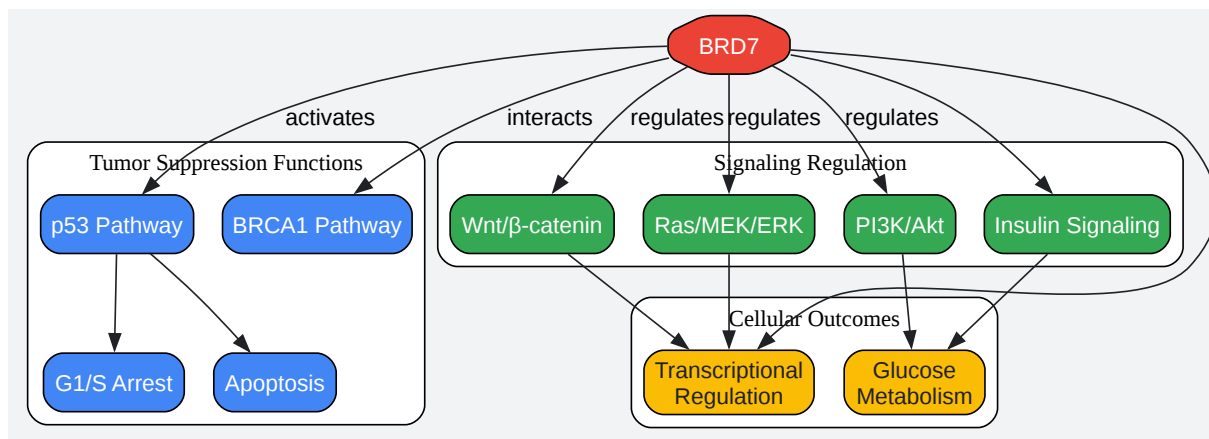 BRD7
activates
interacts
regulates
regulates
regulates
Tumor Suppression Functions
Signaling Regulation
p53 Pathway
BRCA1 Pathway
Wnt/β-catenin
Ras/MEK/ERK
PI3K/Akt
Insulin Signaling
Cellular Outcomes
G1/S Arrest
Apoptosis
Transcriptional
Regulation
Glucose
Metabolism